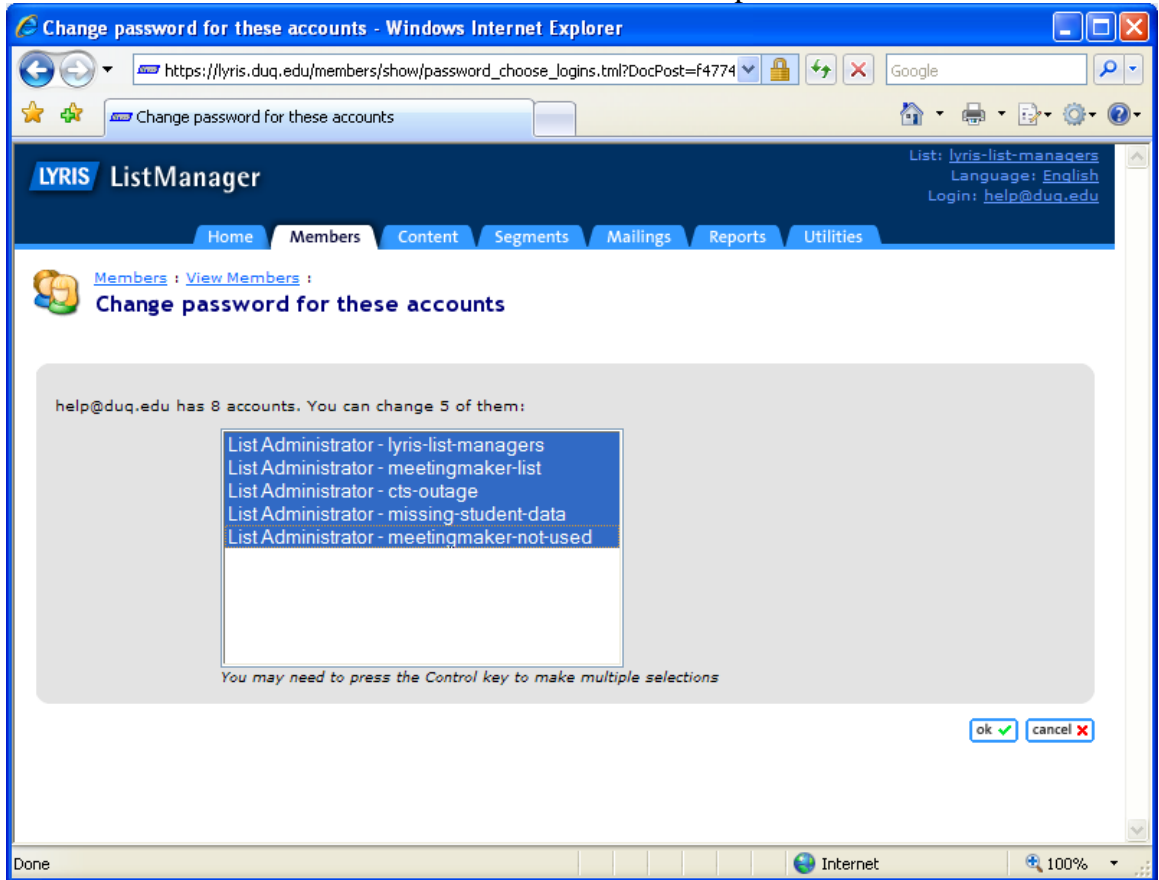 Change password for these accounts - Windows Internet Explorer
https://lyris.duq.edu/members/show/password_choose_logins.tml?DocPost=f4774
Google
Change password for these accounts
LYRIS ListManager
List: lyris-list-managers
Language: English
Login: help@duq.edu
Home Members Content Segments Mailings Reports Utilities
Members : View Members :
Change password for these accounts
help@duq.edu has 8 accounts. You can change 5 of them:
List Administrator - lyris-list-managers
List Administrator - meetingmaker-list
List Administrator - cts-outage
List Administrator - missing-student-data
List Administrator - meetingmaker-not-used
You may need to press the Control key to make multiple selections
ok cancel
Done Internet 100%